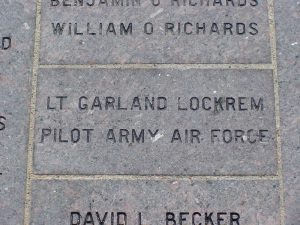 BENJAMIN O RICHARDS
WILLIAM O RICHARDS
LT GARLAND LOCKREM
PILOT ARMY AIR FORCE
DAVID L BECKER